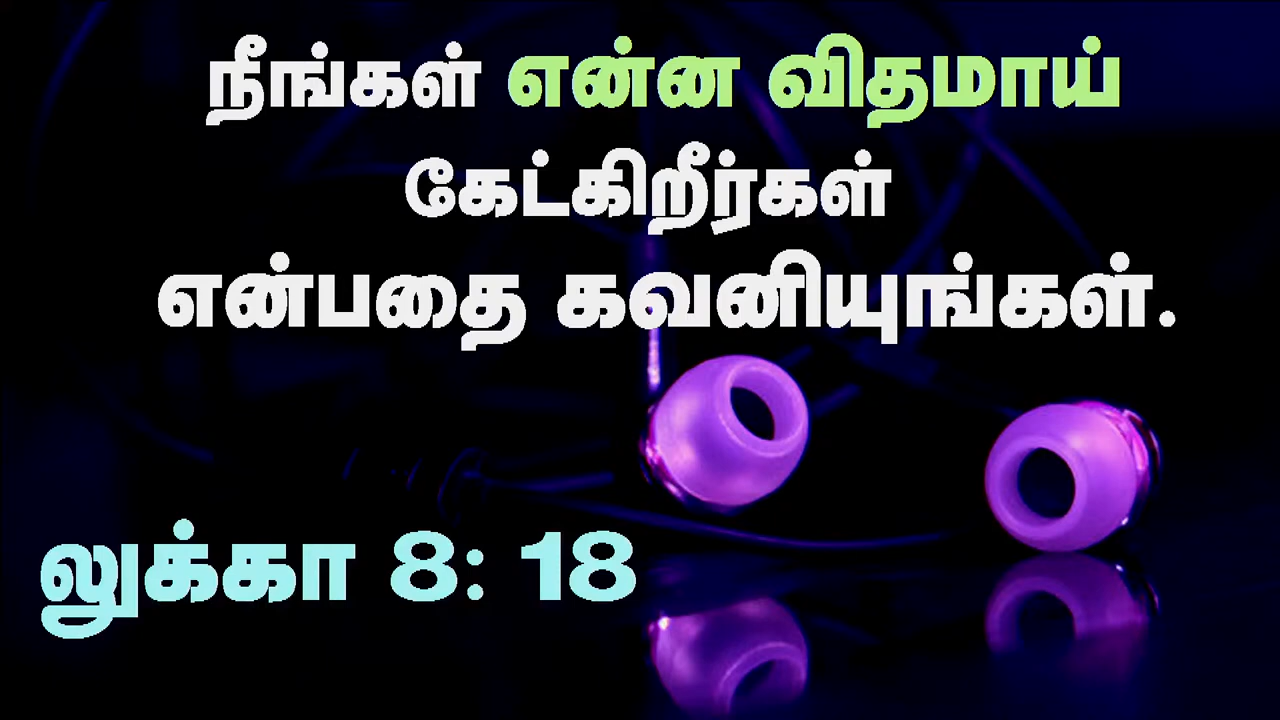 நீங்கள் என்ன விதமாய்
கேட்கிறீர்கள்
என்பதை கவனியுங்கள்.
லுக்கா 8: 18